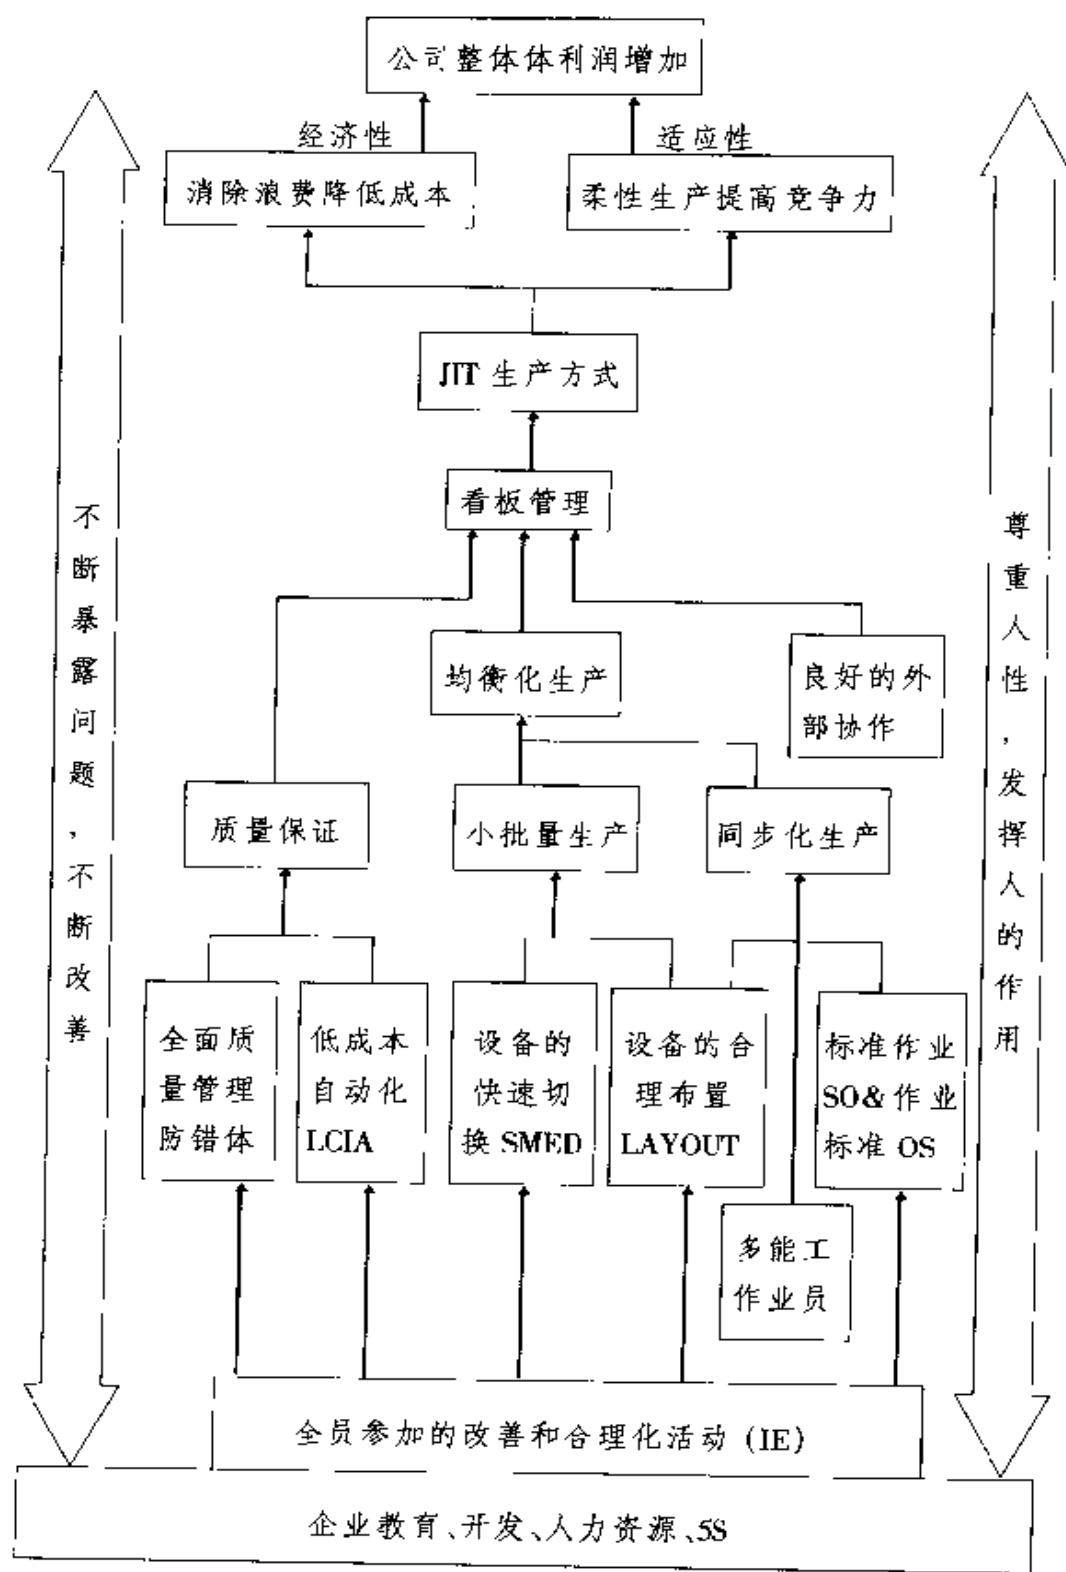 公司整体体利润增加
经济性
适应性
消除浪费降低成本
柔性生产提高竞争力
JIT 生产方式
看板管理
均衡化生产
良好的外
部协作
质量保证
小批量生产
同步化生产
全面质
量管理
防错体
低成本
自动化
LCIA
设备的
快速切
换 SMED
设备的合
理布置
LAYOUT
标准作业
SO&作业
标准 OS
多能工
作业员
全员参加的改善和合理化活动 (IE)
企业教育、开发、人力资源、5S
不断暴露问题,不断改善
尊重人性,发挥人的作用